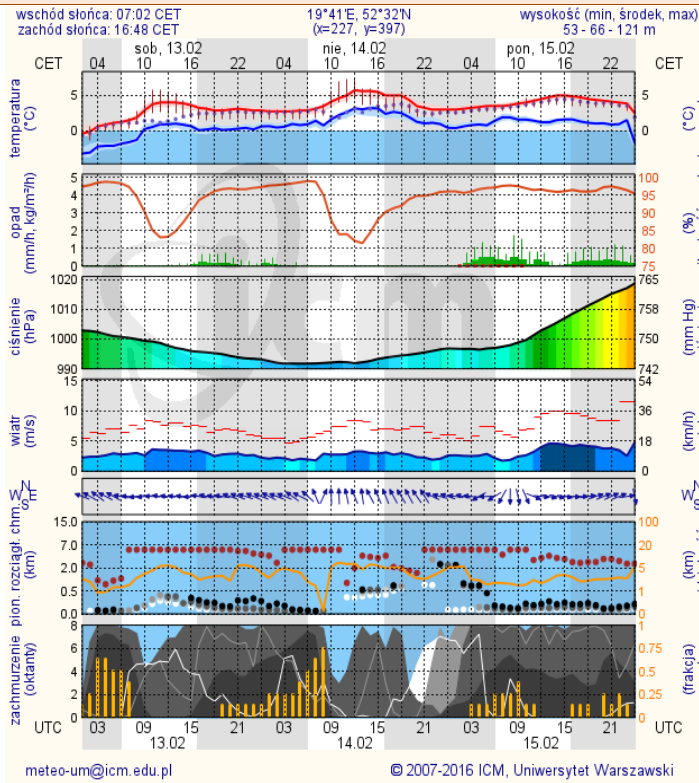 wschód słońca: 07:02 CET 19°41'E, 52°32'N wysokość (min, środek, max)
zachód słońca: 16:48 CET (x=227, y=397) 53 - 66 - 121 m
sob, 13.02 nie, 14.02 pon, 15.02
CET 04 10 16 22 04 10 16 22 04 10 16 22 CET
temperatura (°C)
5
0
5
0
(°C)
opad (mm/h, kg/m²/h)
5
4
3
2
1
0
100
95
90
85
80
75
(%)
ciśnienie (hPa)
1020
1010
1000
990
765
758
750
742
(mm Hg)
wiatr (m/s)
15
10
5
0
54
36
18
0
(km/h)
N
W E
S
N
W
S
pion. rozciągł. chm. (km)
15.0
7.0
2.0
0.5
0.0
100
20
5
1
0
(km)
zachmurzenie (oktanty)
8
6
4
2
0
1
0.75
0.5
0.25
0
(frakcja)
UTC 03 09 15 21 03 09 15 21 03 09 15 21 UTC
13.02 14.02 15.02
meteo-um@icm.edu.pl © 2007-2016 ICM, Uniwersytet Warszawski